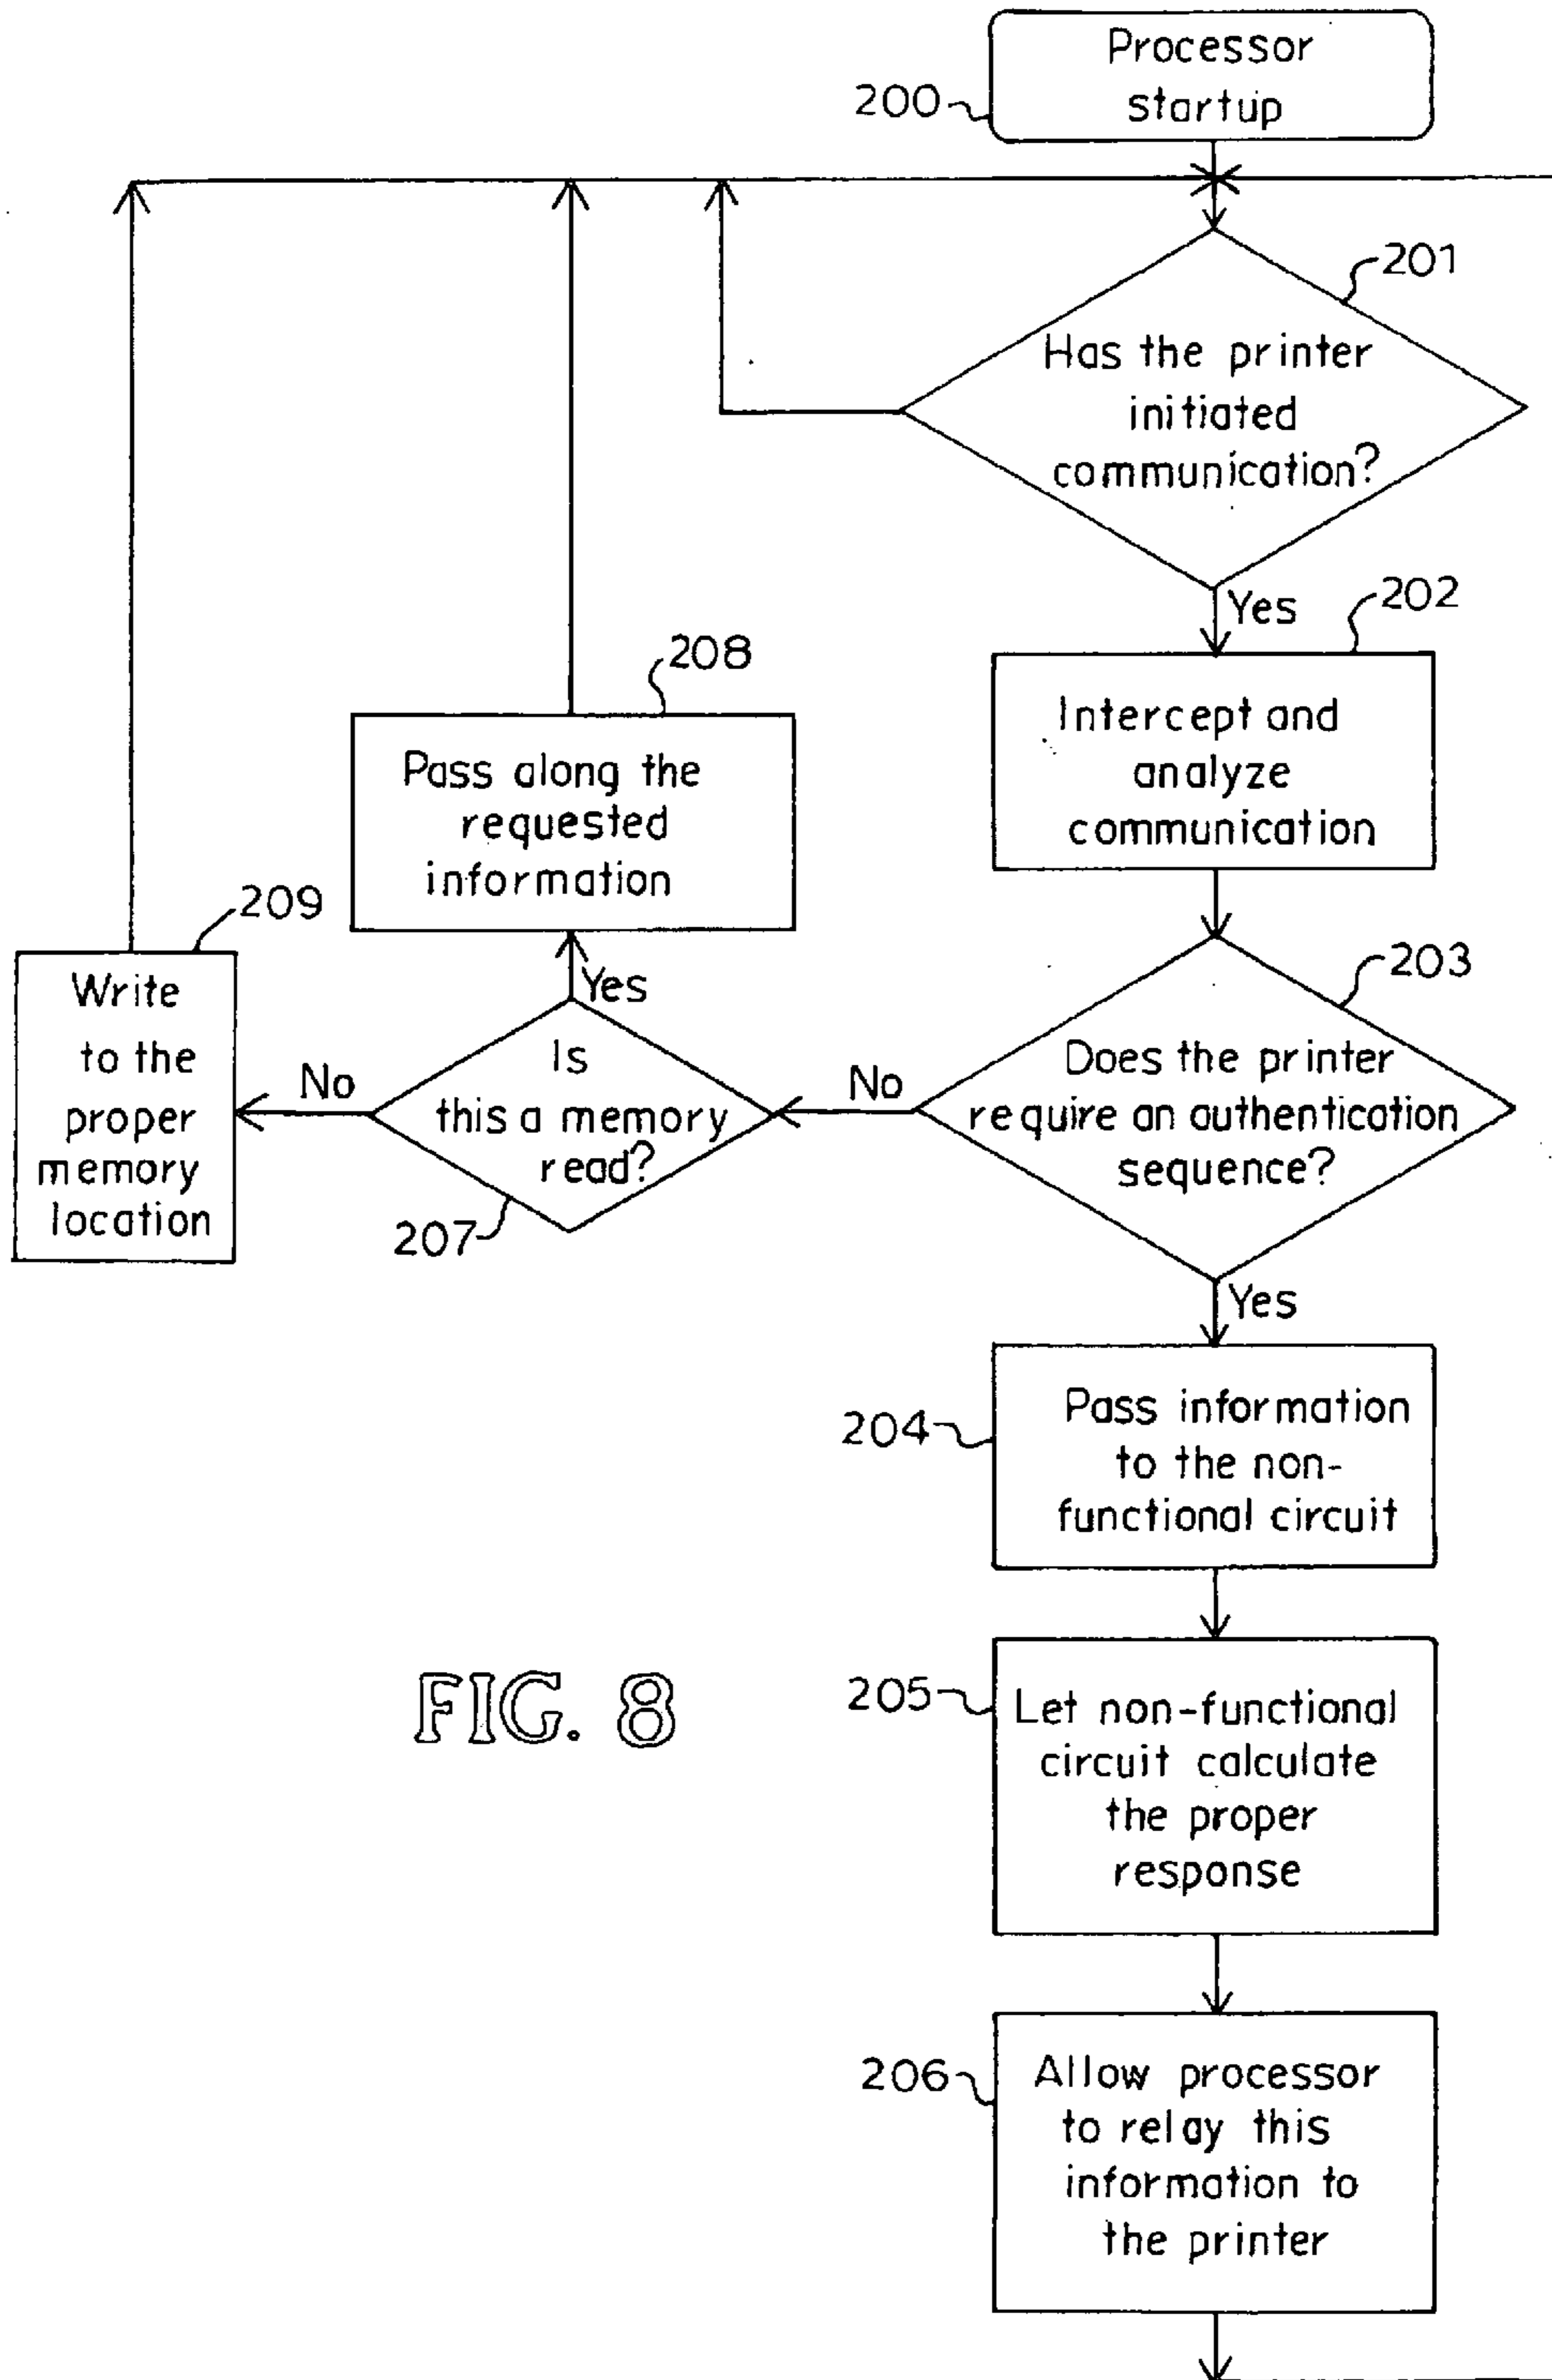 Processor
startup
200
201
Has the printer
initiated
communication?
Yes
202
Intercept and
analyze
communication
208
Pass along the
requested
information
209
Write
to the
proper
memory
location
Yes
Is
this a memory
read?
207
No
No
203
Does the printer
require an authentication
sequence?
Yes
204
Pass information
to the non-
functional circuit
205
Let non-functional
circuit calculate
the proper
response
206
Allow processor
to relay this
information to
the printer
FIG. 8